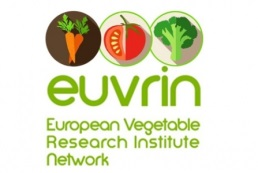 euvrin
European Vegetable
Research Institute
Network